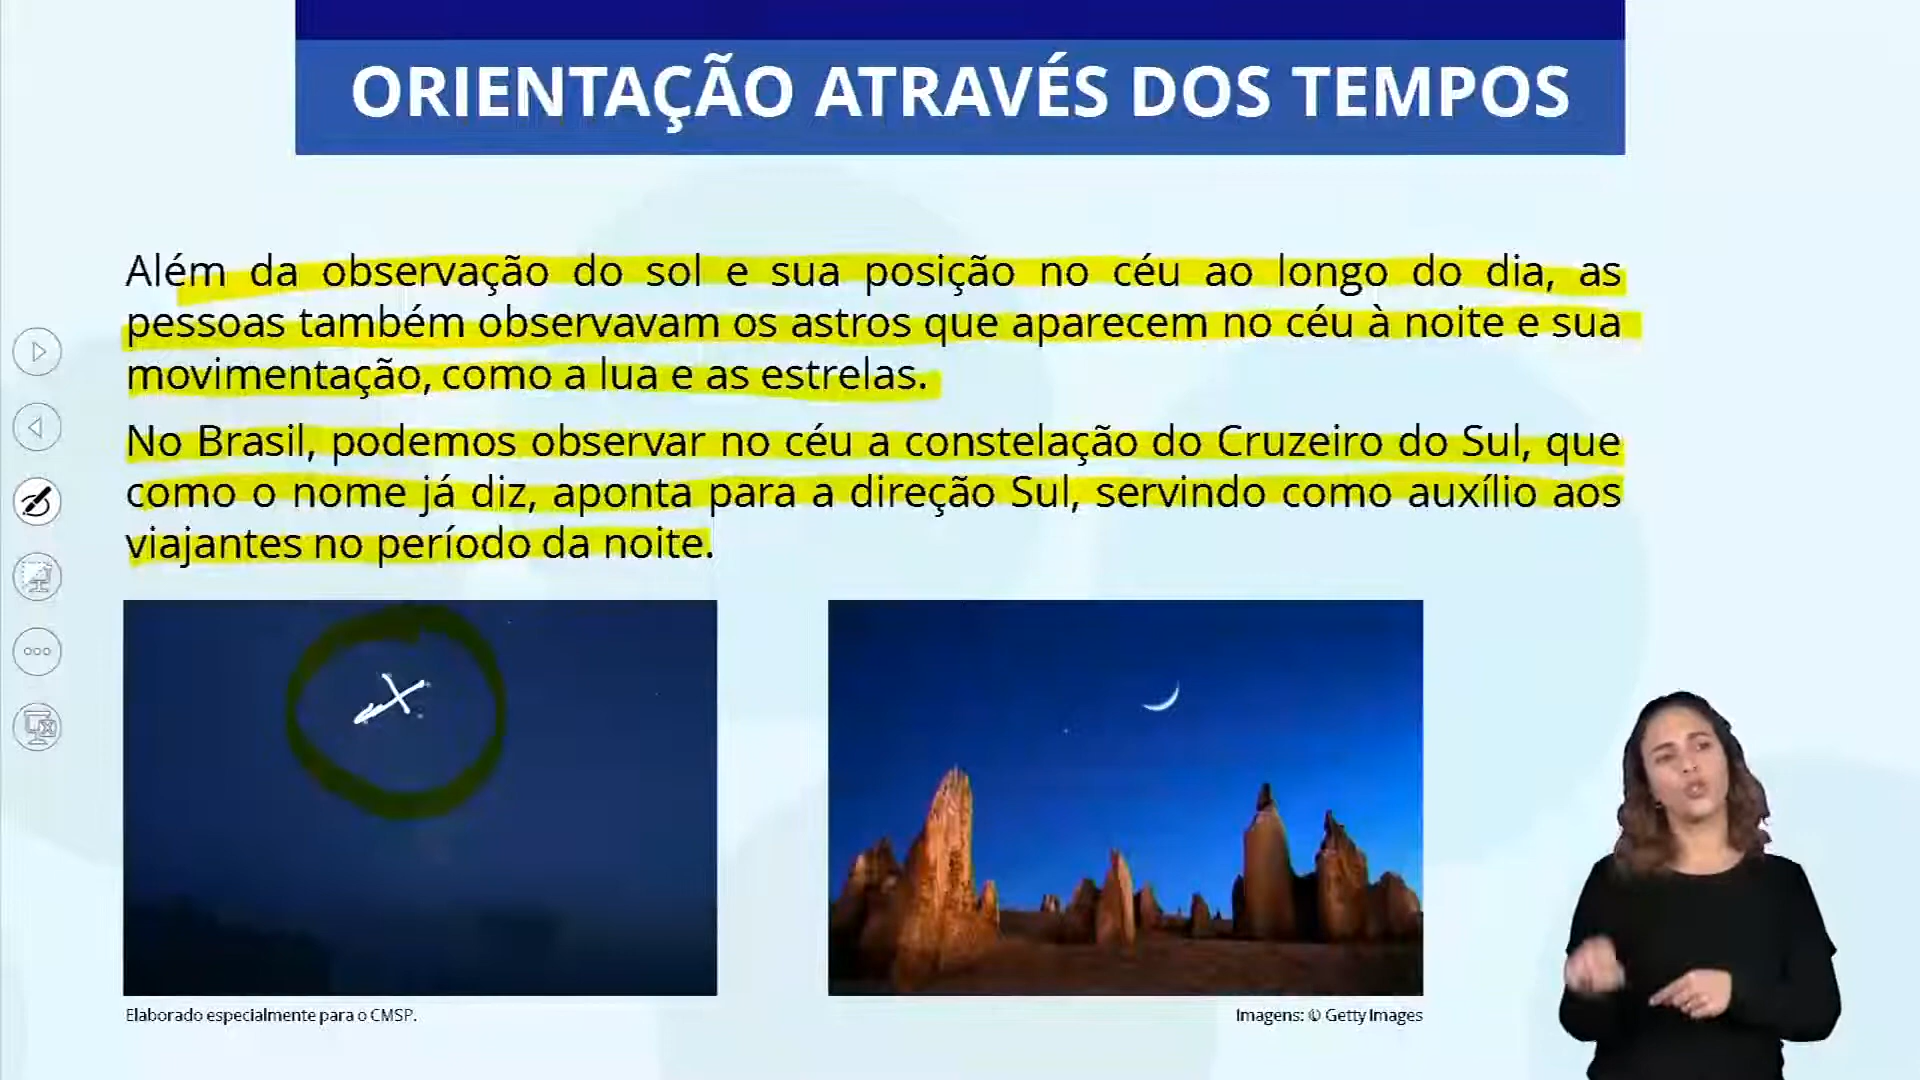 ORIENTAÇÃO ATRAVÉS DOS TEMPOS
Além da observação do sol e sua posição no céu ao longo do dia, as
pessoas também observavam os astros que aparecem no céu à noite e sua
movimentação, como a lua e as estrelas.
No Brasil, podemos observar no céu a constelação do Cruzeiro do Sul, que
como o nome já diz, aponta para a direção Sul, servindo como auxílio aos
viajantes no período da noite.
Elaborado especialmente para o CMSP.
Imagens: © Getty Images